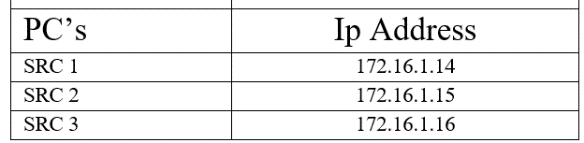 PC’s Ip Address
SRC 1 172.16.1.14
SRC 2 172.16.1.15
SRC 3 172.16.1.16